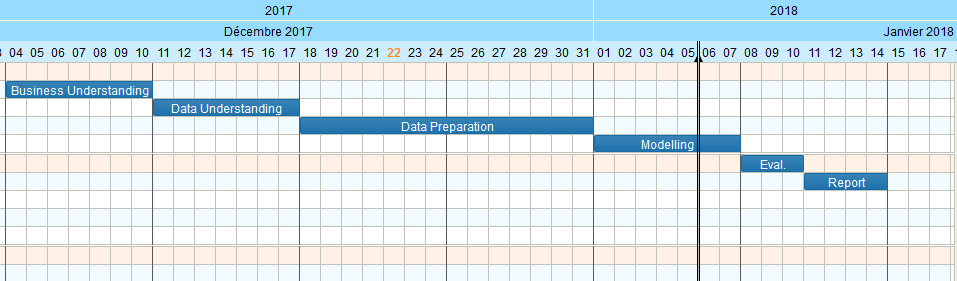 2017 2018
Décembre 2017 Janvier 2018
04 05 06 07 08 09 10 11 12 13 14 15 16 17 18 19 20 21 22 23 24 25 26 27 28 29 30 31 01 02 03 04 05 06 07 08 09 10 11 12 13 14 15 16 17
Business Understanding
Data Understanding
Data Preparation
Modelling
Eval.
Report